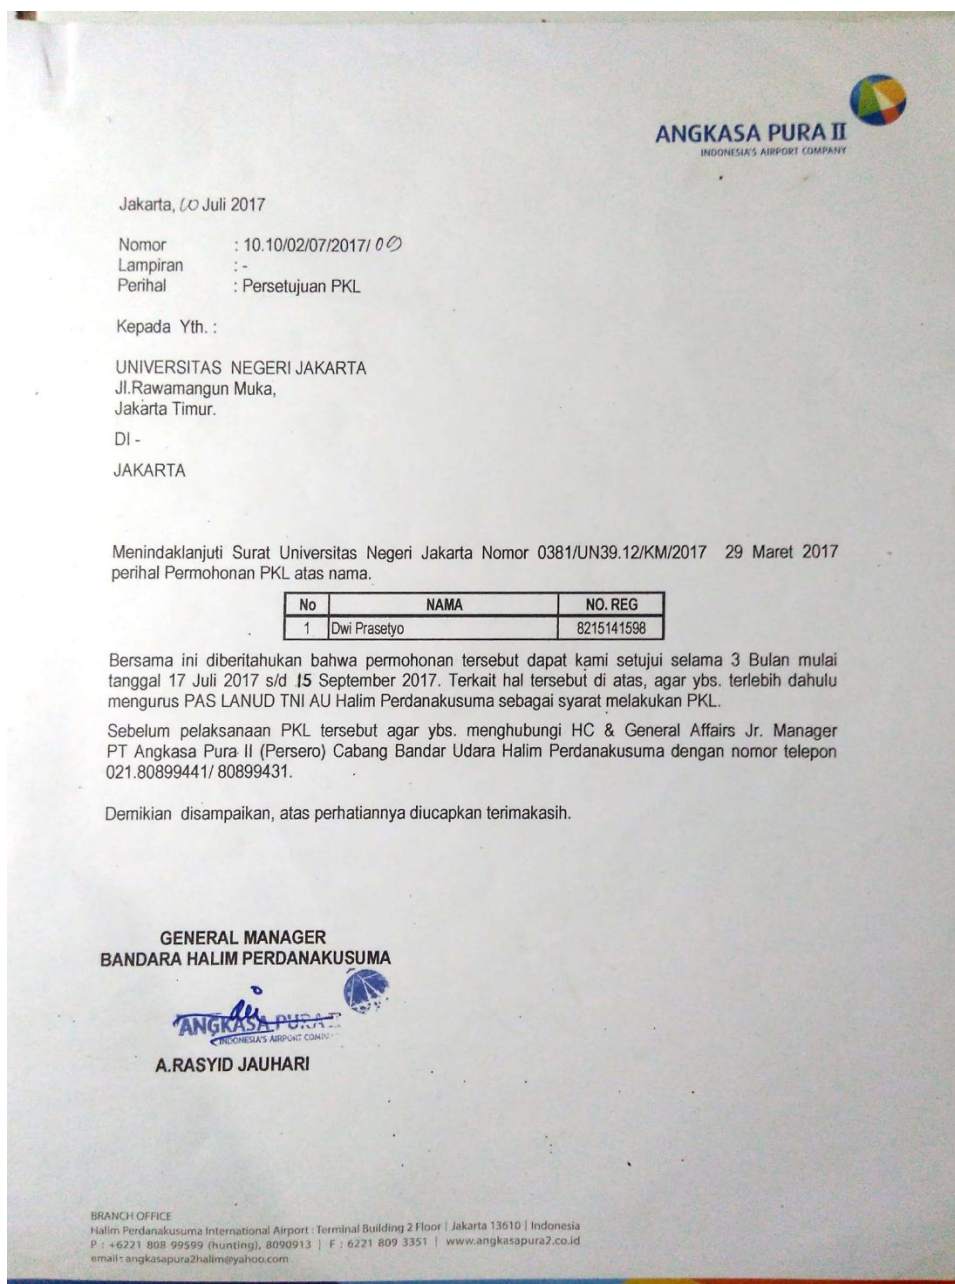 ANGKASA PURA II
INDONESIA'S AIRPORT COMPANY
Jakarta, Juli 2017
Nomor : 10.10/02/07/2017/
Lampiran : -
Perihal : Persetujuan PKL
Kepada Yth. :
UNIVERSITAS NEGERI JAKARTA
Jl.Rawamangun Muka,
Jakarta Timur.
DI -
JAKARTA
Menindaklanjuti Surat Universitas Negeri Jakarta Nomor 0381/UN39.12/KM/2017 29 Maret 2017
perihal Permohonan PKL atas nama.
No NAMA NO. REG
1 Dwi Prasetyo 8215141598
Bersama ini diberitahukan bahwa permohonan tersebut dapat kami setujui selama 3 Bulan mulai
tanggal 17 Juli 2017 s/d 15 September 2017. Terkait hal tersebut di atas, agar ybs. terlebih dahulu
mengurus PAS LANUD TNI AU Halim Perdanakusuma sebagai syarat melakukan PKL.
Sebelum pelaksanaan PKL tersebut agar ybs. menghubungi HC & General Affairs Jr. Manager
PT Angkasa Pura II (Persero) Cabang Bandar Udara Halim Perdanakusuma dengan nomor telepon
021.80899441/ 80899431.
Demikian disampaikan, atas perhatiannya diucapkan terimakasih.
GENERAL MANAGER
BANDARA HALIM PERDANAKUSUMA
ANGKASA PURA II
INDONESIA'S AIRPORT COMPANY
A.RASYID JAUHARI
BRANCH OFFICE
Halim Perdanakusuma International Airport : Terminal Building 2 Floor | Jakarta 13610 | Indonesia
P : +6221 808 99599 (hunting), 8090913 | F : 6221 809 3351 | www.angkasapura2.co.id
email : angkasapura2halim@yahoo.com